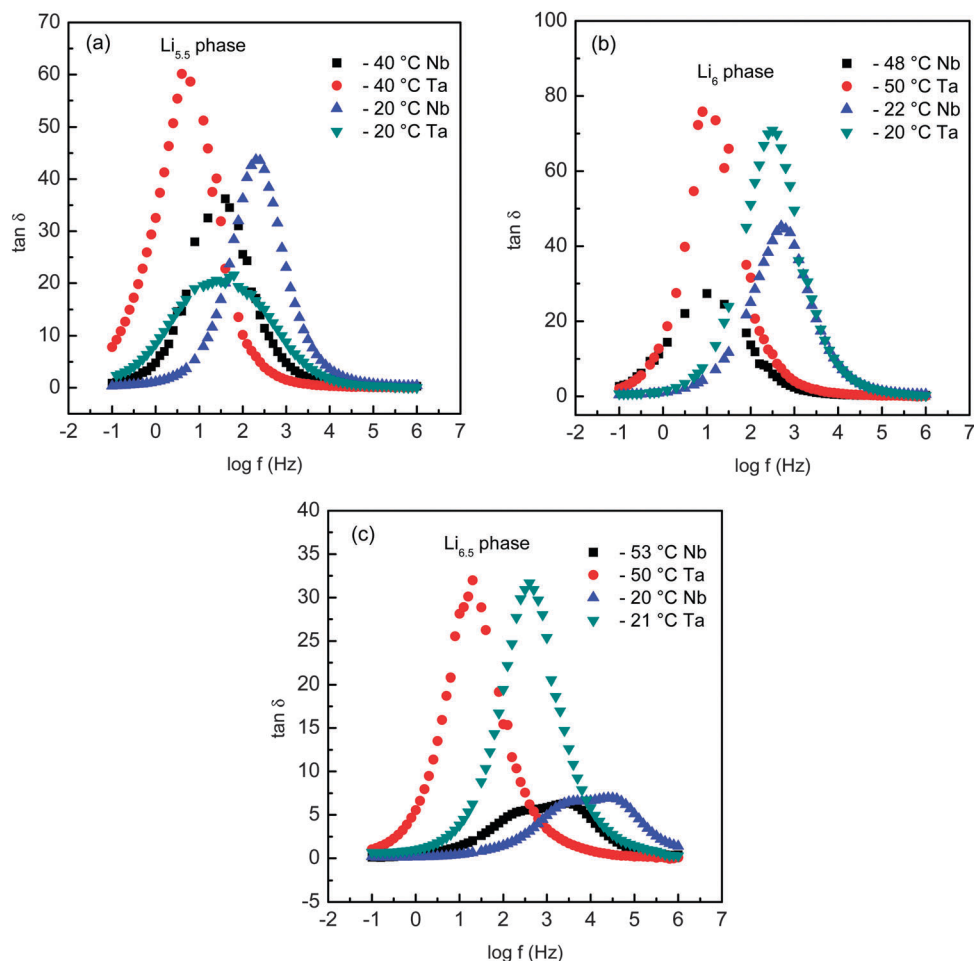 (a)
Li5.5 phase
- 40 °C Nb
- 40 °C Ta
- 20 °C Nb
- 20 °C Ta
70
60
50
40
30
20
10
0
tan δ
-2 -1 0 1 2 3 4 5 6 7
log f (Hz)
(b)
Li6 phase
- 48 °C Nb
- 50 °C Ta
- 22 °C Nb
- 20 °C Ta
100
80
60
40
20
0
tan δ
-2 -1 0 1 2 3 4 5 6 7
log f (Hz)
(c)
Li6.5 phase
- 53 °C Nb
- 50 °C Ta
- 20 °C Nb
- 21 °C Ta
40
35
30
25
20
15
10
5
0
-5
tan δ
-2 -1 0 1 2 3 4 5 6 7
log f (Hz)